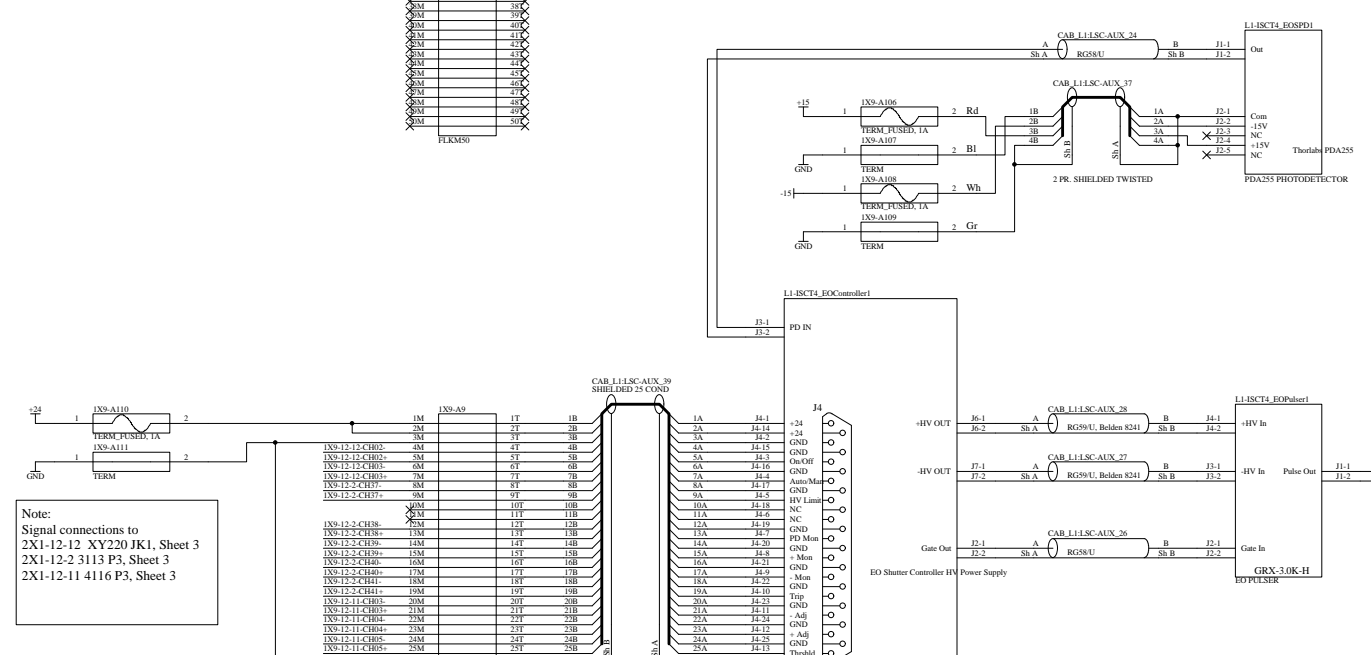 38M 38T
39M 39T
40M 40T
41M 41T
42M 42T
43M 43T
44M 44T
45M 45T
46M 46T
47M 47T
48M 48T
49M 49T
50M 50T
FLKM50
L1-ISCT4_EOSPD1
CAB_L1:LSC-AUX_24
A B J1-1 Out
Sh A RG58/U Sh B J1-2
CAB_L1:LSC-AUX_37
+15 1 1X9-A106 2 Rd
TERM_FUSED, 1A
1X9-A107
GND 1 2 Bl
TERM
1X9-A108
-15 1 2 Wh
TERM_FUSED, 1A
1X9-A109
GND 1 2 Gr
TERM
1B 1A J2-1 Com
2B 2A J2-2 -15V
3B 3A J2-3 NC
4B 4A J2-4 +15V
J2-5 NC
Sh B Sh A
Thorlabs PDA255
2 PR. SHIELDED TWISTED
PDA255 PHOTODETECTOR
L1-ISCT4_EOController1
J3-1 PD IN
J3-2
CAB_L1:LSC-AUX_39
SHIELDED 25 COND
+24 1 1X9-A110 2
TERM_FUSED, 1A
1X9-A111
GND 1 2
TERM
Note:
Signal connections to
2X1-12-12 XY220 JK1, Sheet 3
2X1-12-2 3113 P3, Sheet 3
2X1-12-11 4116 P3, Sheet 3
1X9-A9
J4
1M 1T 1B 1A J4-1 +24
2M 2T 2B 2A J4-14 +24
3M 3T 3B 3A J4-2 GND
1X9-12-12-CH02- 4M 4T 4B 4A J4-15 GND
1X9-12-12-CH02+ 5M 5T 5B 5A J4-3 On/Off
1X9-12-12-CH03- 6M 6T 6B 6A J4-16 GND
1X9-12-12-CH03+ 7M 7T 7B 7A J4-4 Auto/Man
1X9-12-2-CH37- 8M 8T 8B 8A J4-17 GND
1X9-12-2-CH37+ 9M 9T 9B 9A J4-5 HV Limit
10M 10T 10B 10A J4-18 NC
11M 11T 11B 11A J4-6 NC
1X9-12-2-CH38- 12M 12T 12B 12A J4-19 GND
1X9-12-2-CH38+ 13M 13T 13B 13A J4-7 PD Mon
1X9-12-2-CH39- 14M 14T 14B 14A J4-20 GND
1X9-12-2-CH39+ 15M 15T 15B 15A J4-8 + Mon
1X9-12-2-CH40- 16M 16T 16B 16A J4-21 GND
1X9-12-2-CH40+ 17M 17T 17B 17A J4-9 - Mon
1X9-12-2-CH41- 18M 18T 18B 18A J4-22 GND
1X9-12-2-CH41+ 19M 19T 19B 19A J4-10 Trip
1X9-12-11-CH03- 20M 20T 20B 20A J4-23 GND
1X9-12-11-CH03+ 21M 21T 21B 21A J4-11 - Adj
1X9-12-11-CH04- 22M 22T 22B 22A J4-24 GND
1X9-12-11-CH04+ 23M 23T 23B 23A J4-12 + Adj
1X9-12-11-CH05- 24M 24T 24B 24A J4-25 GND
1X9-12-11-CH05+ 25M 25T 25B 25A J4-13 Thrshld
Sh B Sh A
L1-ISCT4_EOPulser1
CAB_L1:LSC-AUX_28
+HV OUT J6-1 A B J4-1 +HV In
J6-2 Sh A RG59/U, Belden 8241 Sh B J4-2
CAB_L1:LSC-AUX_27
-HV OUT J7-1 A B J3-1 -HV In Pulse Out J1-1
J7-2 Sh A RG59/U, Belden 8241 Sh B J3-2 J1-2
CAB_L1:LSC-AUX_26
Gate Out J2-1 A B J2-1 Gate In
J2-2 Sh A RG58/U Sh B J2-2
EO Shutter Controller HV Power Supply
GRX-3.0K-H
EO PULSER